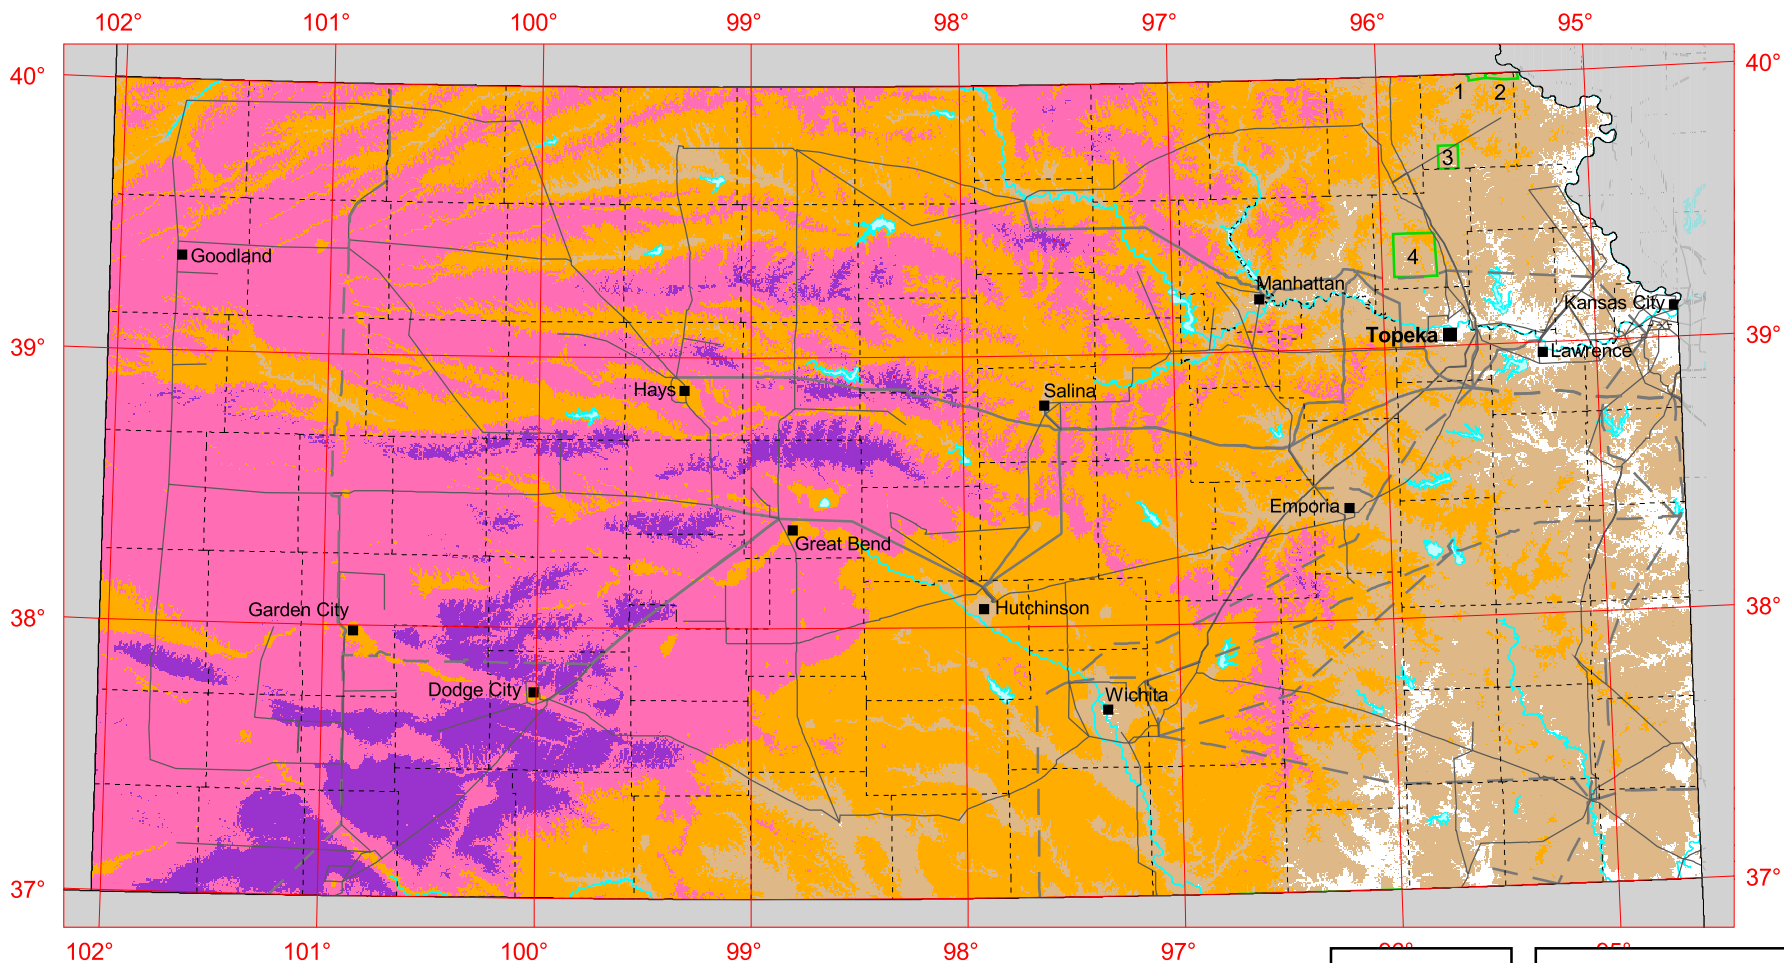 102° 101° 100° 99° 98° 97° 96° 95°
40° 40°
1 2
3
4
Goodland
Manhattan
Kansas City
Topeka
39° 39°
Lawrence
Hays
Salina
Emporia
Great Bend
38° 38°
Garden City
Hutchinson
Dodge City
Wichita
37° 37°
102° 101° 100° 99° 98° 97° 96° 95°